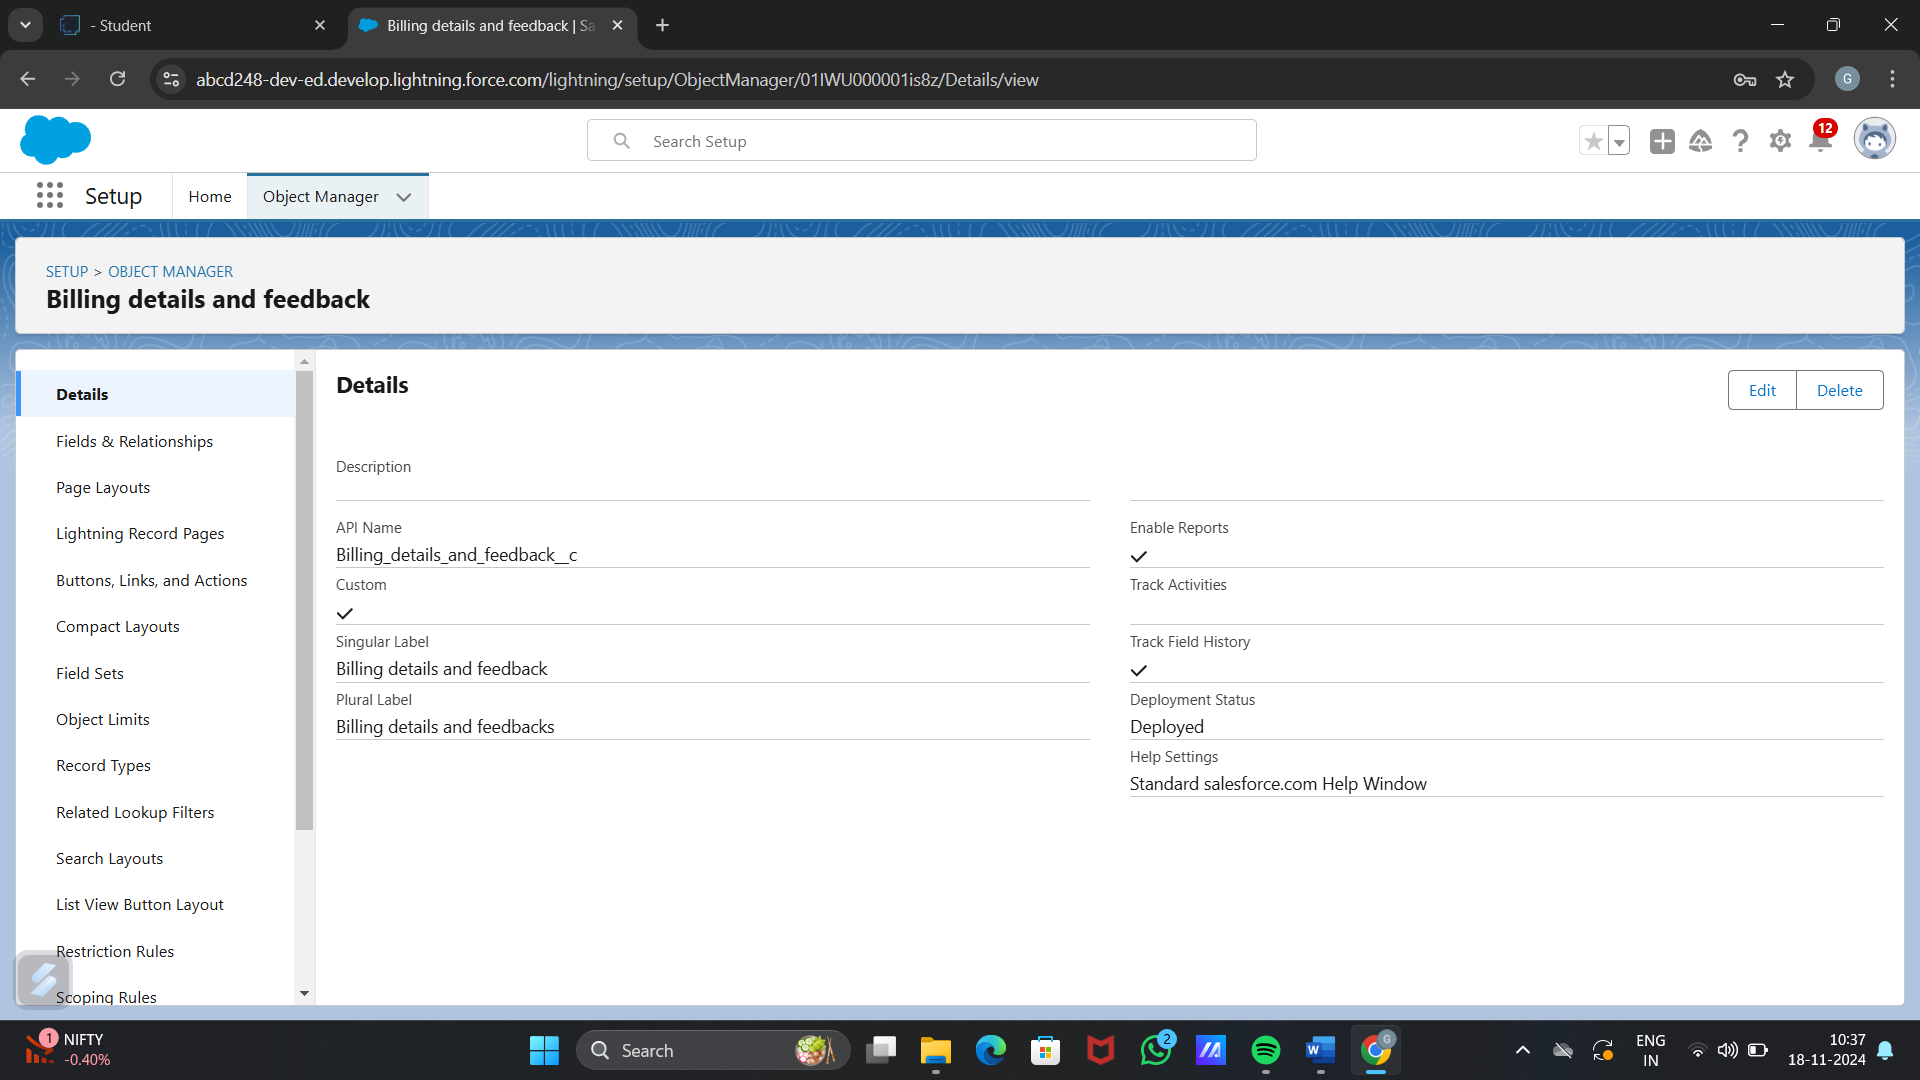 - Student
Billing details and feedback | Sa
abcd248-dev-ed.develop.lightning.force.com/lightning/setup/ObjectManager/01IWU000001is8z/Details/view
G
Search Setup
12
Setup
Home
Object Manager
SETUP > OBJECT MANAGER
Billing details and feedback
Details
Fields & Relationships
Page Layouts
Lightning Record Pages
Buttons, Links, and Actions
Compact Layouts
Field Sets
Object Limits
Record Types
Related Lookup Filters
Search Layouts
List View Button Layout
Restriction Rules
Scoping Rules
Details
Edit
Delete
Description
API Name
Billing_details_and_feedback__c
Custom
Singular Label
Billing details and feedback
Plural Label
Billing details and feedbacks
Enable Reports
Track Activities
Track Field History
Deployment Status
Deployed
Help Settings
Standard salesforce.com Help Window
1
NIFTY
-0.40%
Search
2
W
G
ENG
IN
10:37
18-11-2024